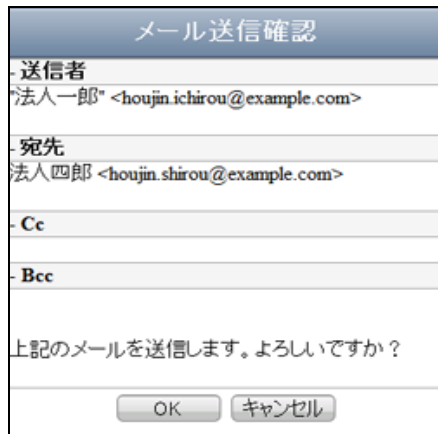 メール送信確認
- 送信者
"法人一郎" <houjin.ichirou@example.com>
- 宛先
法人四郎 <houjin.shirou@example.com>
- Cc
- Bcc
上記のメールを送信します。よろしいですか？
OK キャンセル